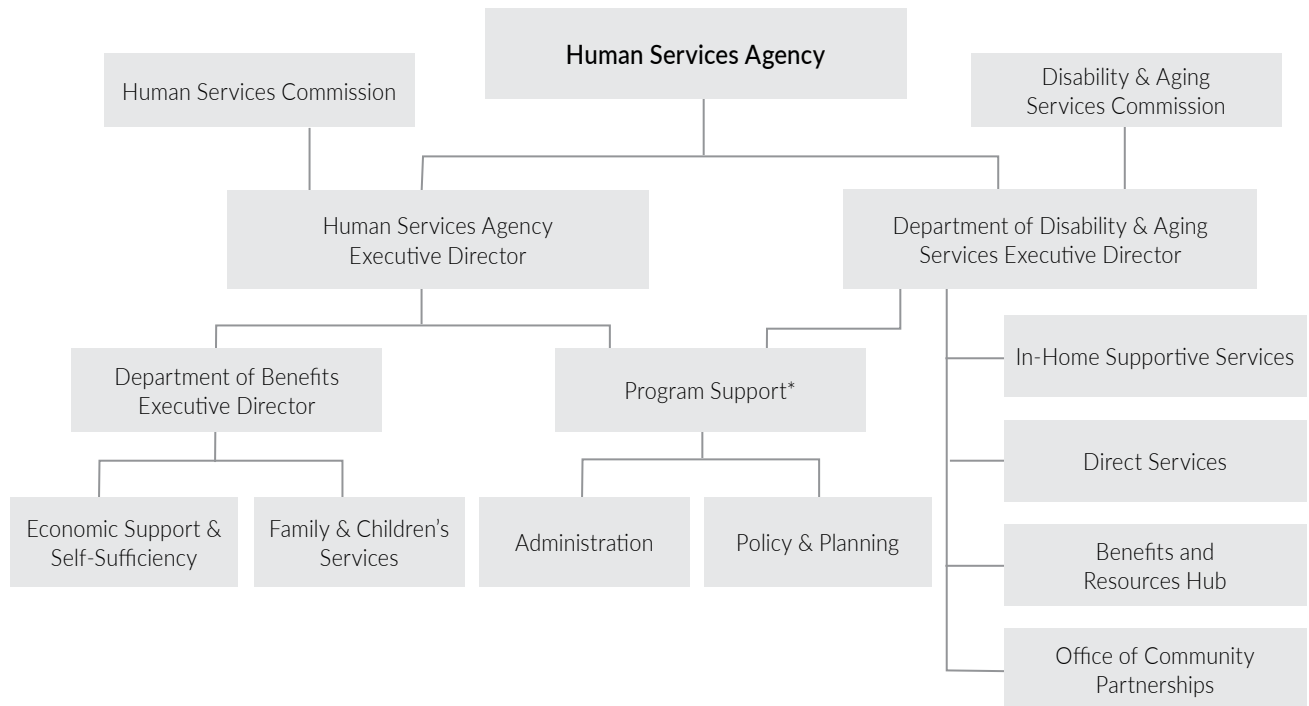 Human Services Agency
Human Services Commission
Disability & Aging
Services Commission
Human Services Agency
Executive Director
Department of Disability & Aging
Services Executive Director
Department of Benefits
Executive Director
Program Support*
In-Home Supportive Services
Direct Services
Benefits and
Resources Hub
Office of Community
Partnerships
Economic Support &
Self-Sufficiency
Family & Children’s
Services
Administration
Policy & Planning